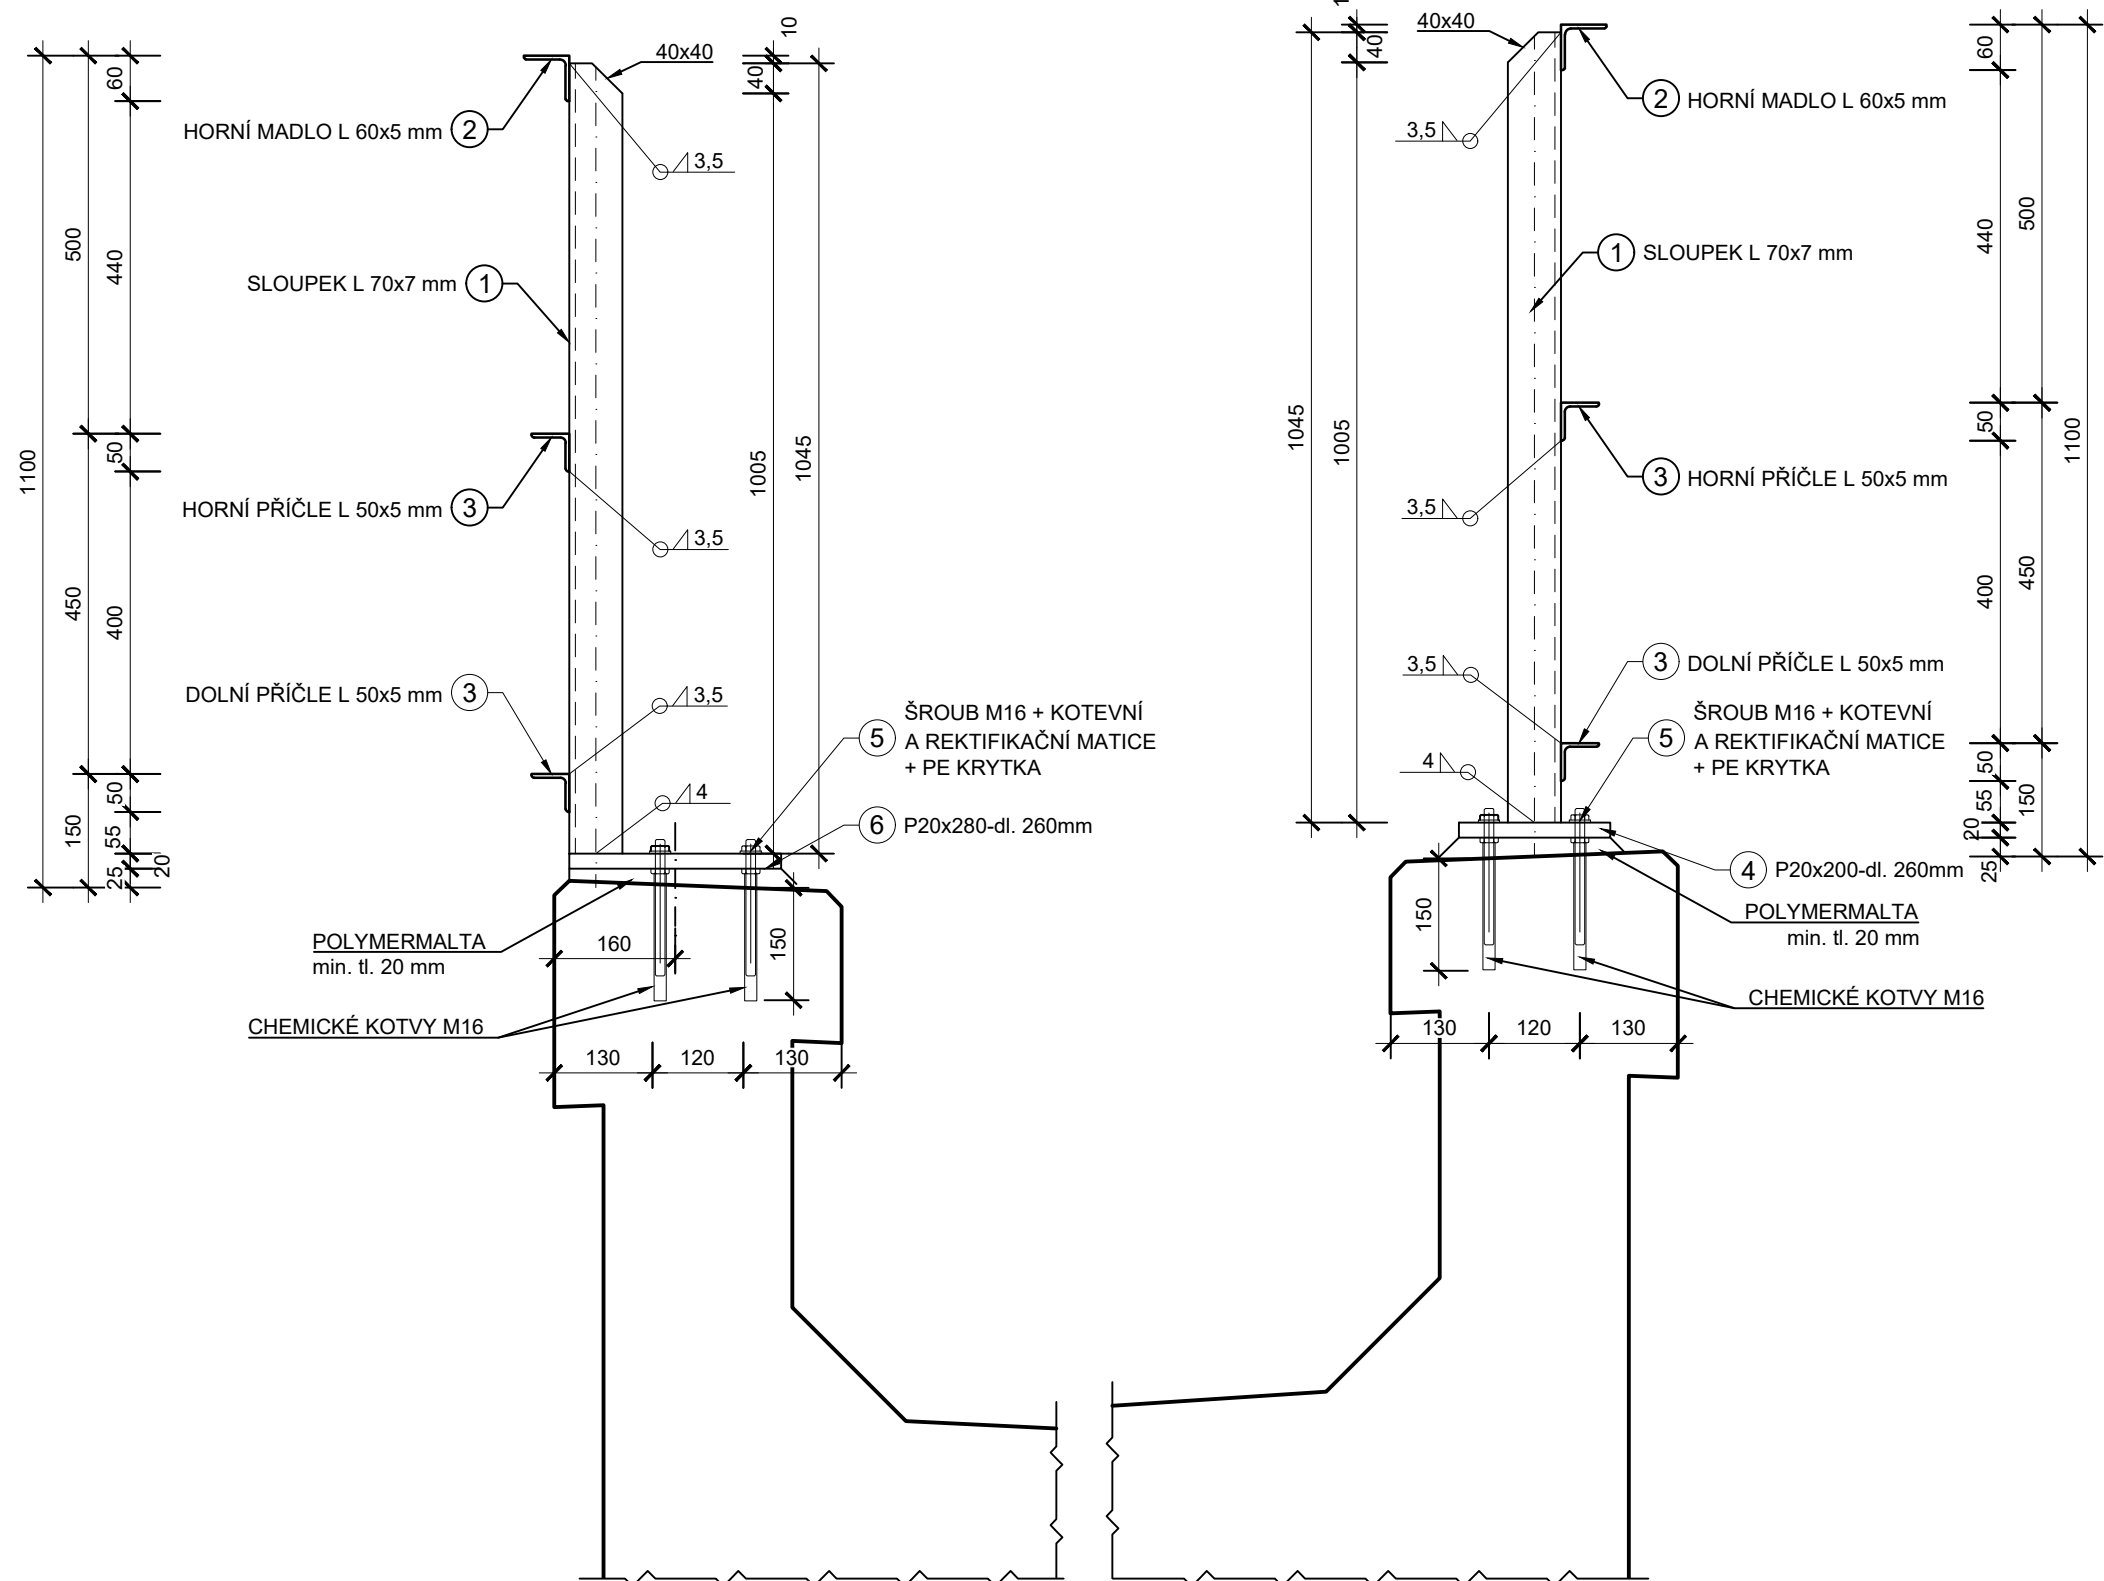 40x40
10
40
60
HORNÍ MADLO L 60x5 mm
2
3,5
500
440
SLOUPEK L 70x7 mm
1
1100
50
1005
1045
HORNÍ PŘÍČLE L 50x5 mm
3
3,5
450
400
DOLNÍ PŘÍČLE L 50x5 mm
3
3,5
4
5
ŠROUB M16 + KOTEVNÍ
A REKTIFIKAČNÍ MATICE
+ PE KRYTKA
6
P20x280-dl. 260mm
150
50
55
20
25
POLYMERMALTA
min. tl. 20 mm
160
150
CHEMICKÉ KOTVY M16
130
120
130
40x40
40
60
2
HORNÍ MADLO L 60x5 mm
3,5
1
SLOUPEK L 70x7 mm
440
500
1045
1005
50
1100
3
HORNÍ PŘÍČLE L 50x5 mm
3,5
400
450
3
DOLNÍ PŘÍČLE L 50x5 mm
3,5
4
5
ŠROUB M16 + KOTEVNÍ
A REKTIFIKAČNÍ MATICE
+ PE KRYTKA
50
55
150
20
25
4
P20x200-dl. 260mm
POLYMERMALTA
min. tl. 20 mm
150
CHEMICKÉ KOTVY M16
130
120
130